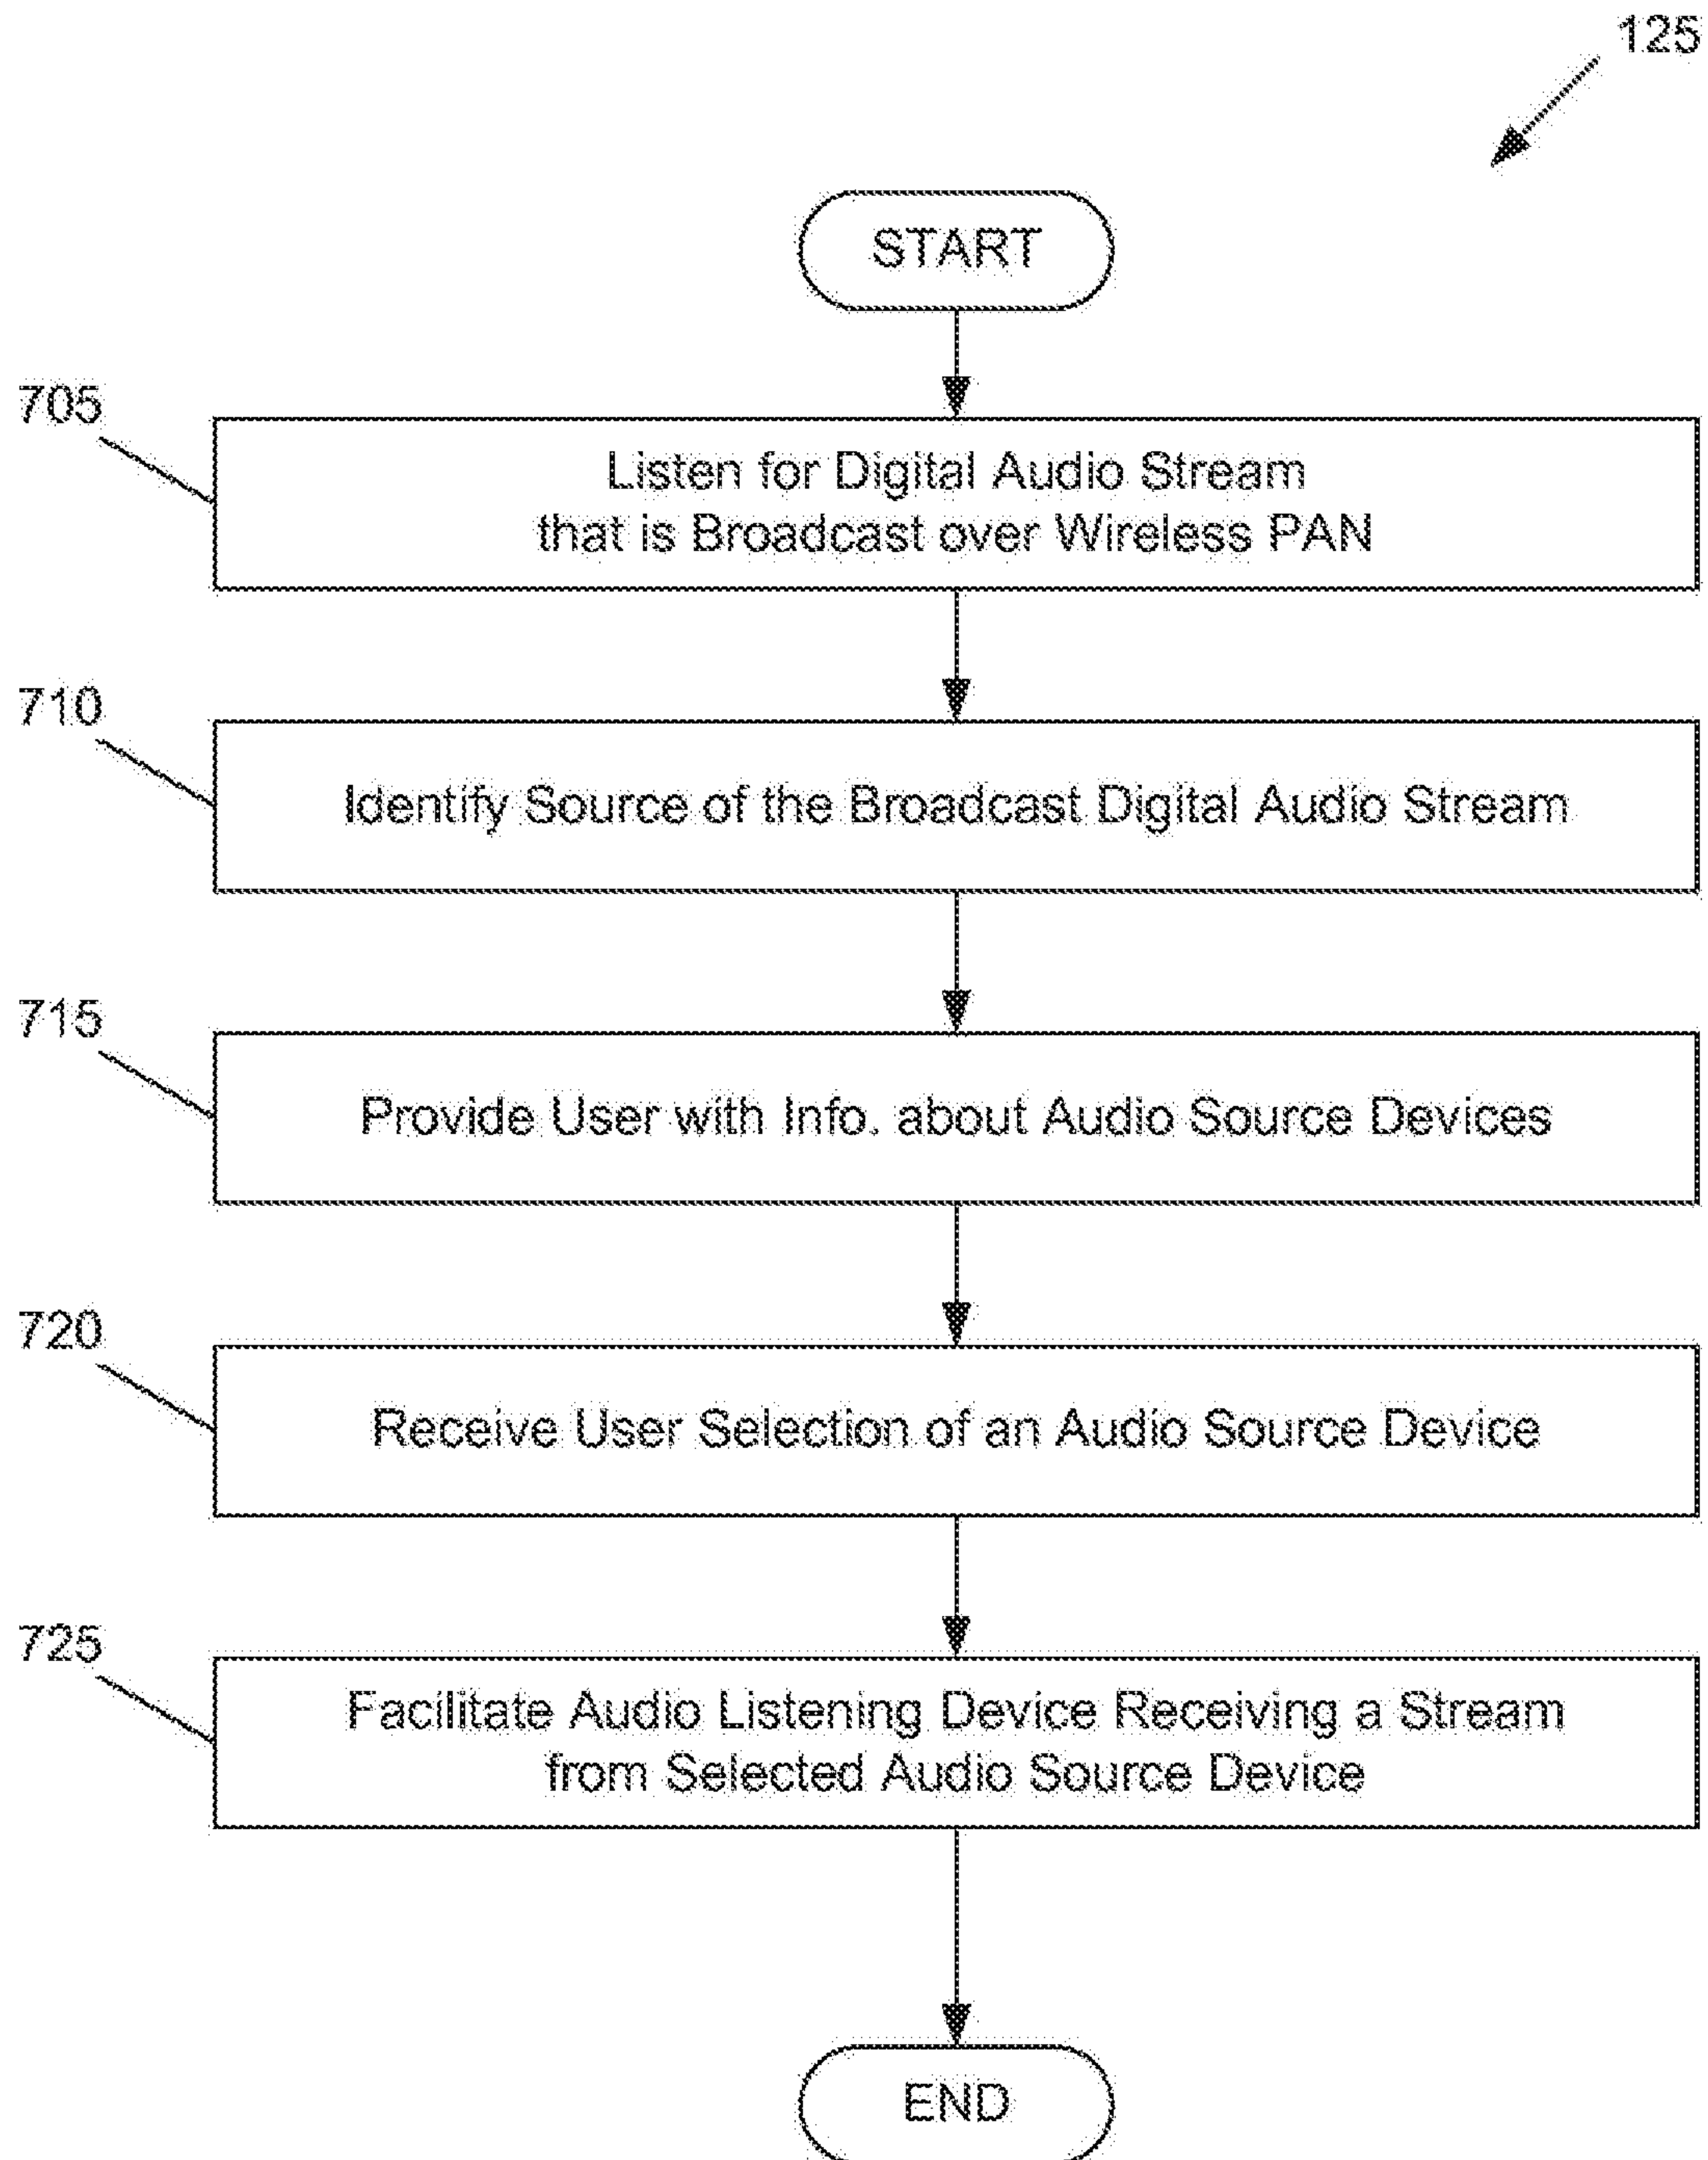 125
START
705
Listen for Digital Audio Stream
that is Broadcast over Wireless PAN
710
Identify Source of the Broadcast Digital Audio Stream
715
Provide User with Info. about Audio Source Devices
720
Receive User Selection of an Audio Source Device
725
Facilitate Audio Listening Device Receiving a Stream
from Selected Audio Source Device
END